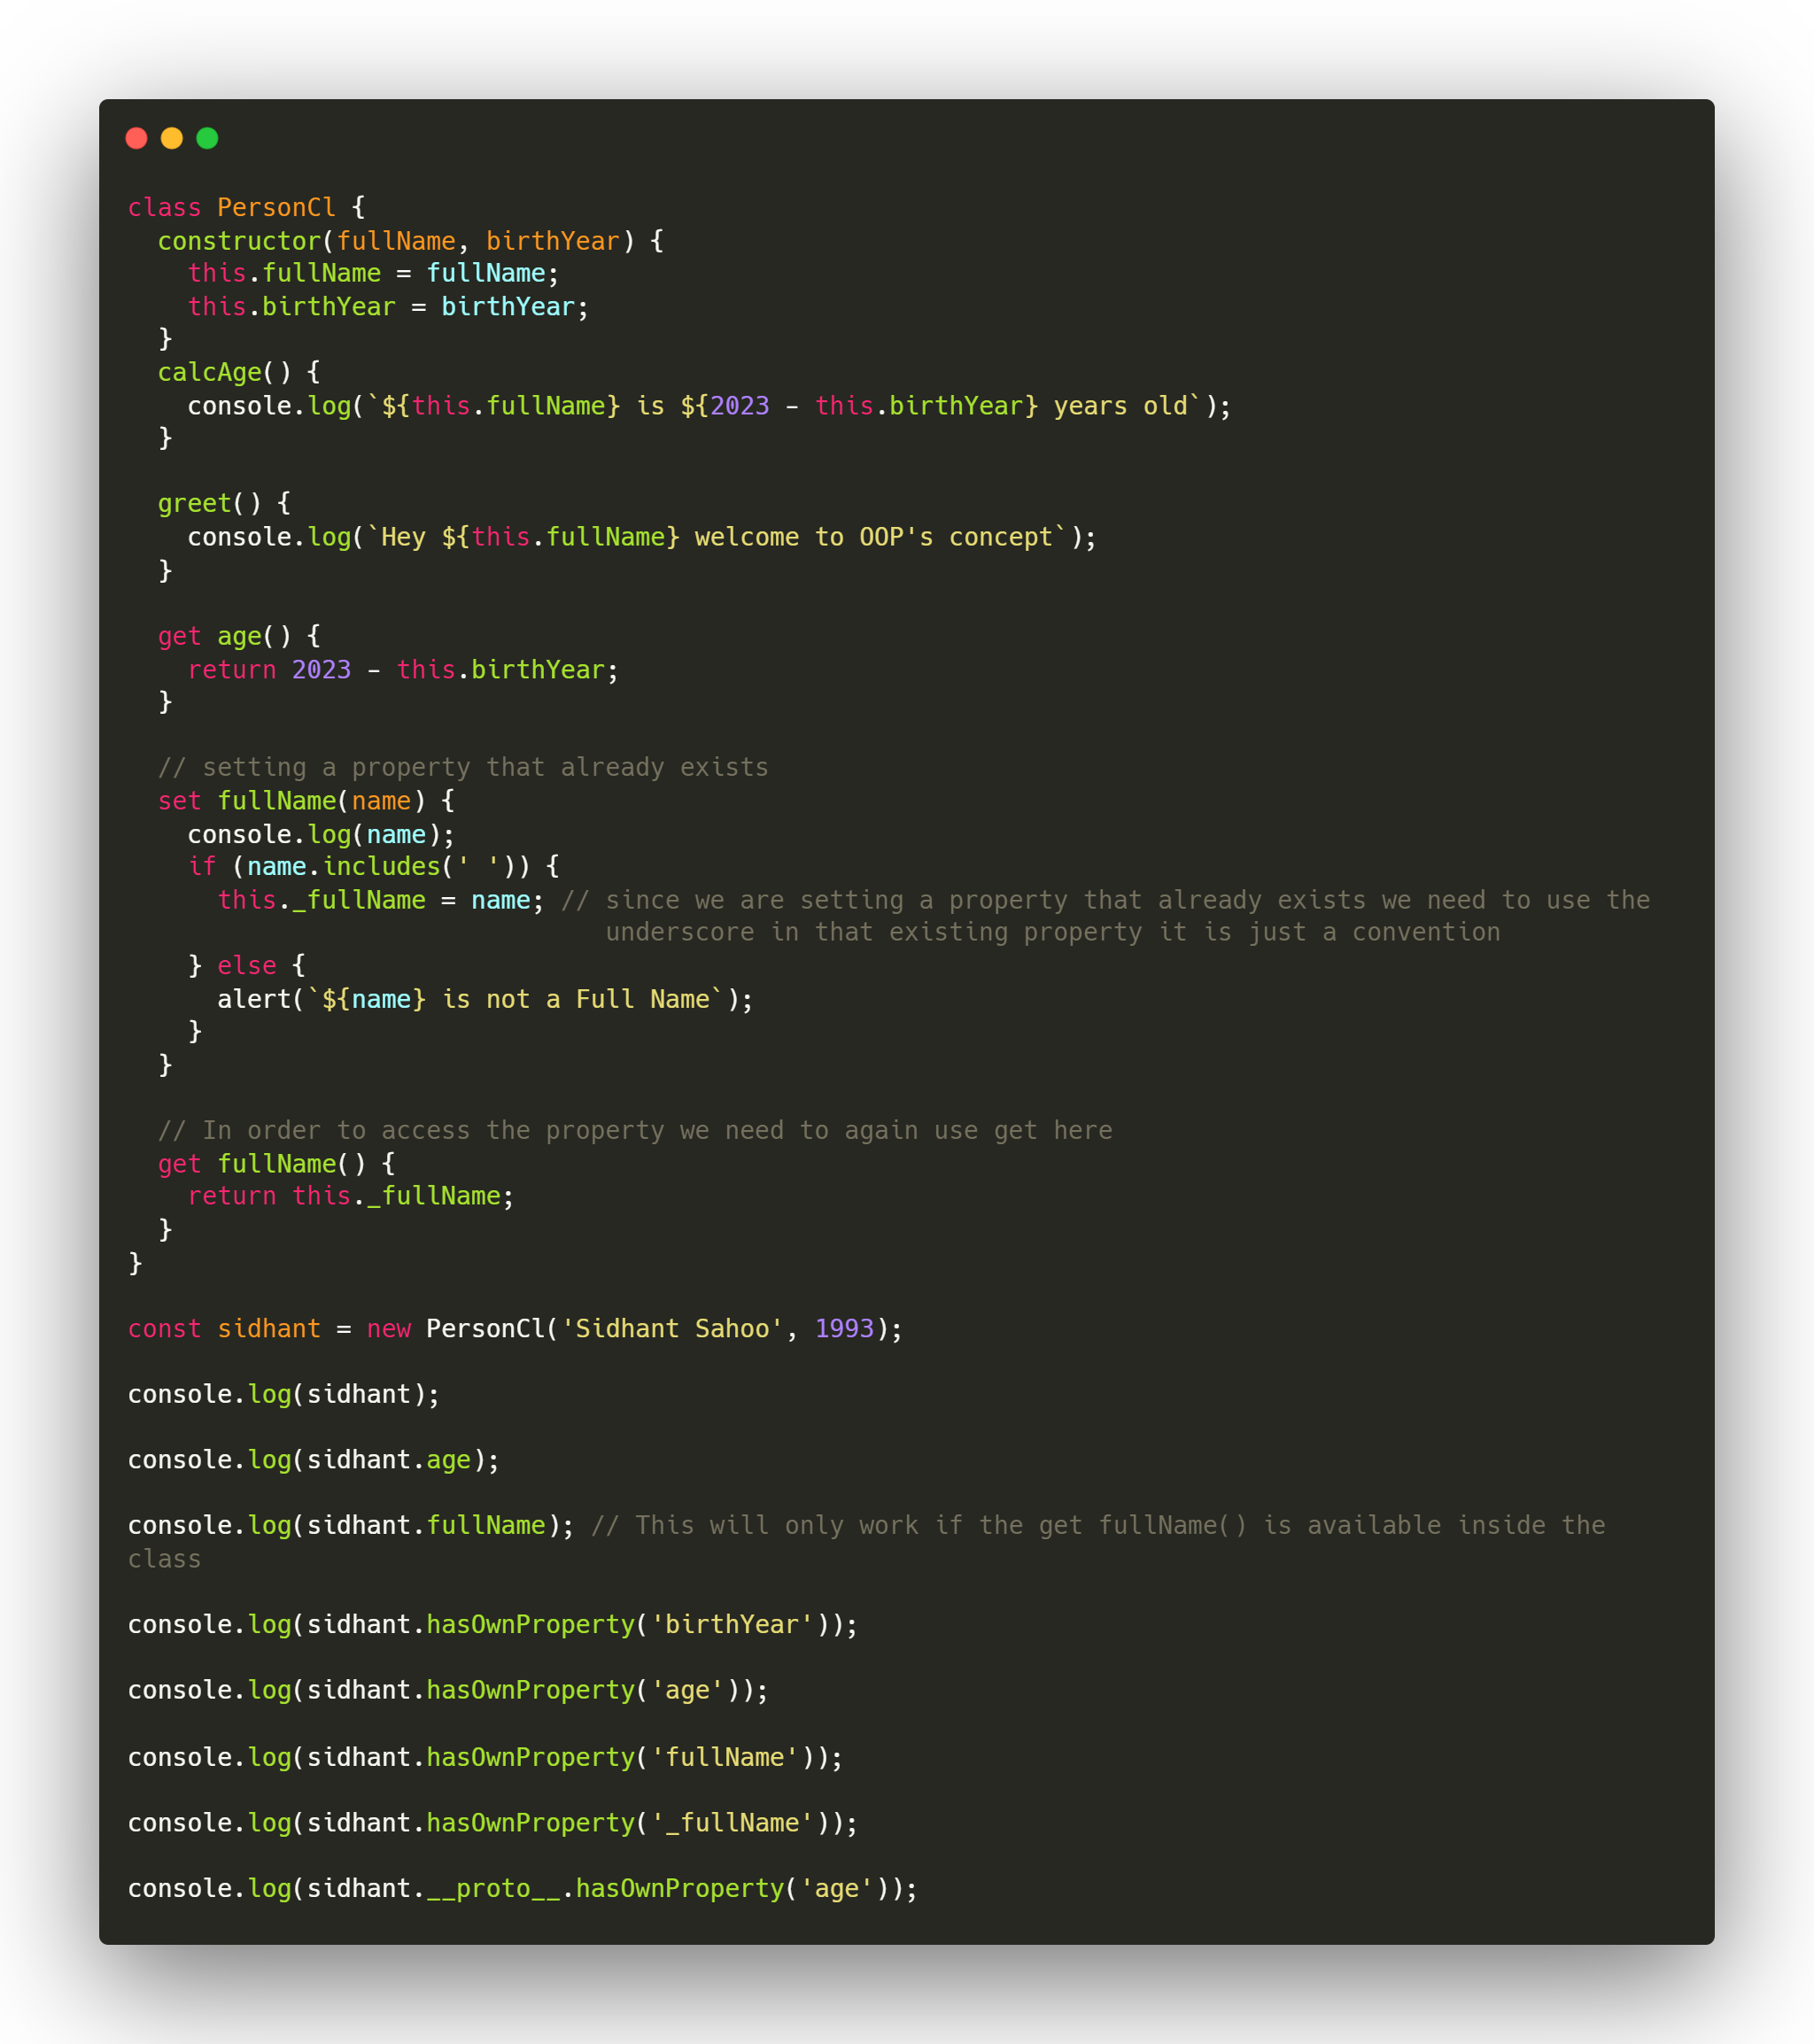 class PersonCl {
  constructor(fullName, birthYear) {
    this.fullName = fullName;
    this.birthYear = birthYear;
  }
  calcAge() {
    console.log(`${this.fullName} is ${2023 - this.birthYear} years old`);
  }

  greet() {
    console.log(`Hey ${this.fullName} welcome to OOP's concept`);
  }

  get age() {
    return 2023 - this.birthYear;
  }

  // setting a property that already exists
  set fullName(name) {
    console.log(name);
    if (name.includes(' ')) {
      this._fullName = name; // since we are setting a property that already exists we need to use the
                                underscore in that existing property it is just a convention
    } else {
      alert(`${name} is not a Full Name`);
    }
  }

  // In order to access the property we need to again use get here
  get fullName() {
    return this._fullName;
  }
}

const sidhant = new PersonCl('Sidhant Sahoo', 1993);

console.log(sidhant);

console.log(sidhant.age);

console.log(sidhant.fullName); // This will only work if the get fullName() is available inside the
class

console.log(sidhant.hasOwnProperty('birthYear'));

console.log(sidhant.hasOwnProperty('age'));

console.log(sidhant.hasOwnProperty('fullName'));

console.log(sidhant.hasOwnProperty('_fullName'));

console.log(sidhant.__proto__.hasOwnProperty('age'));